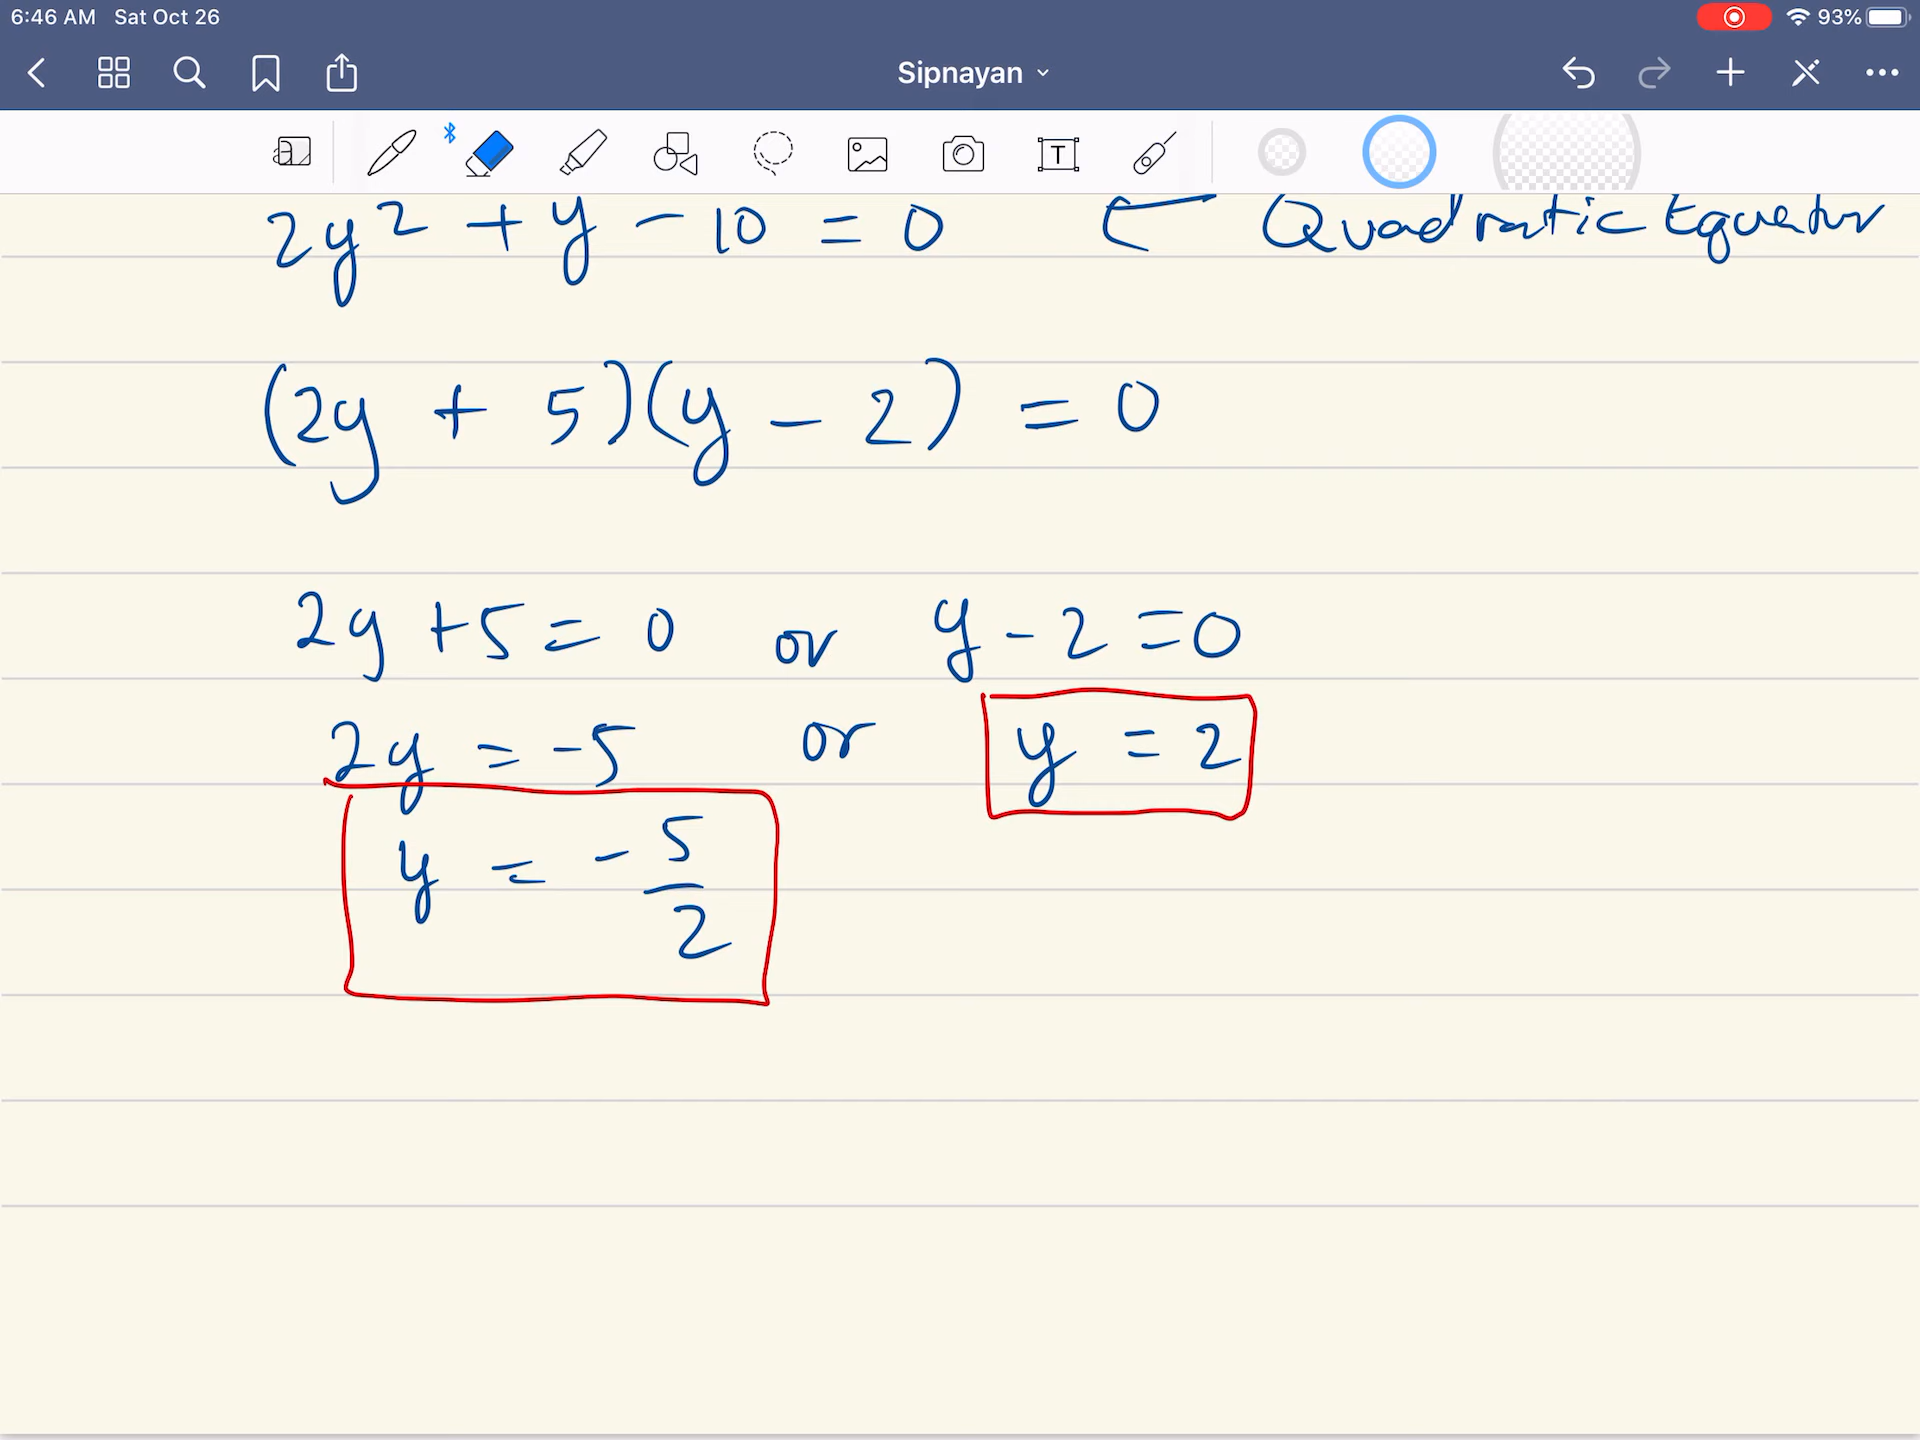 6:46 AM Sat Oct 26 93%
Sipnayan
2y² + y - 10 = 0 ← Quadratic Equation
(2y + 5)(y - 2) = 0
2y + 5 = 0 or y - 2 = 0
2y = -5 or y = 2
y = - 5/2